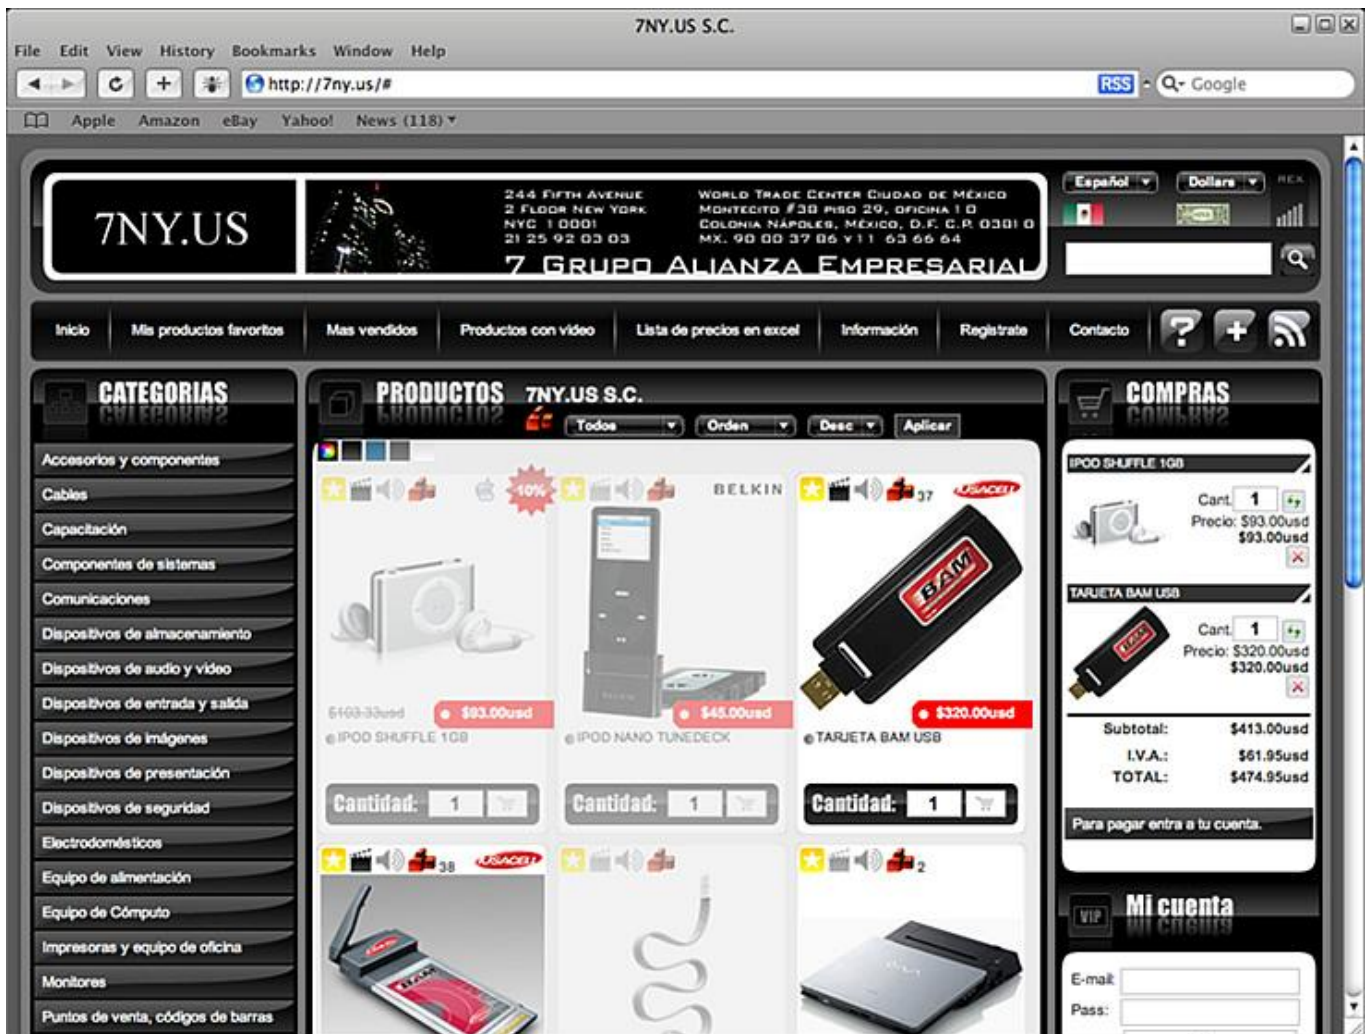 7NY.US S.C.
File Edit View History Bookmarks Window Help
http://7ny.us/# RSS Google
Apple Amazon eBay Yahoo! News (118)
7NY.US
244 FIFTH AVENUE
2 FLOOR NEW YORK
NYC 10001
21 25 92 03 03
WORLD TRADE CENTER CIUDAD DE MÉXICO
MONTECITO #38 PISO 29, OFICINA 10
COLONIA NÁPOLES, MÉXICO, D.F. C.P. 03810
MX. 90 00 37 86 Y 11 63 66 64
7 GRUPO ALIANZA EMPRESARIAL
Español Dollars REX
Inicio Mis productos favoritos Mas vendidos Productos con video Lista de precios en excel Información Registrate Contacto
CATEGORIAS
Accesorios y componentes
Cables
Capacitación
Componentes de sistemas
Comunicaciones
Dispositivos de almacenamiento
Dispositivos de audio y video
Dispositivos de entrada y salida
Dispositivos de imágenes
Dispositivos de presentación
Dispositivos de seguridad
Electrodomésticos
Equipo de alimentación
Equipo de Cómputo
Impresoras y equipo de oficina
Monitores
Puntos de venta, códigos de barras
PRODUCTOS 7NY.US S.C.
Todos Orden Desc Aplicar
-10%
$103.33usd $93.00usd
IPOD SHUFFLE 1GB
Cantidad: 1
BELKIN
$45.00usd
IPOD NANO TUNEDECK
Cantidad: 1
37 IUSACELL
BAM
$320.00usd
TARJETA BAM USB
Cantidad: 1
38 IUSACELL
BAM
2
VAIO
COMPRAS
IPOD SHUFFLE 1GB
Cant. 1
Precio: $93.00usd
$93.00usd
TARJETA BAM USB
Cant. 1
Precio: $320.00usd
$320.00usd
Subtotal: $413.00usd
I.V.A.: $61.95usd
TOTAL: $474.95usd
Para pagar entra a tu cuenta.
VIP Mi cuenta
E-mail:
Pass: